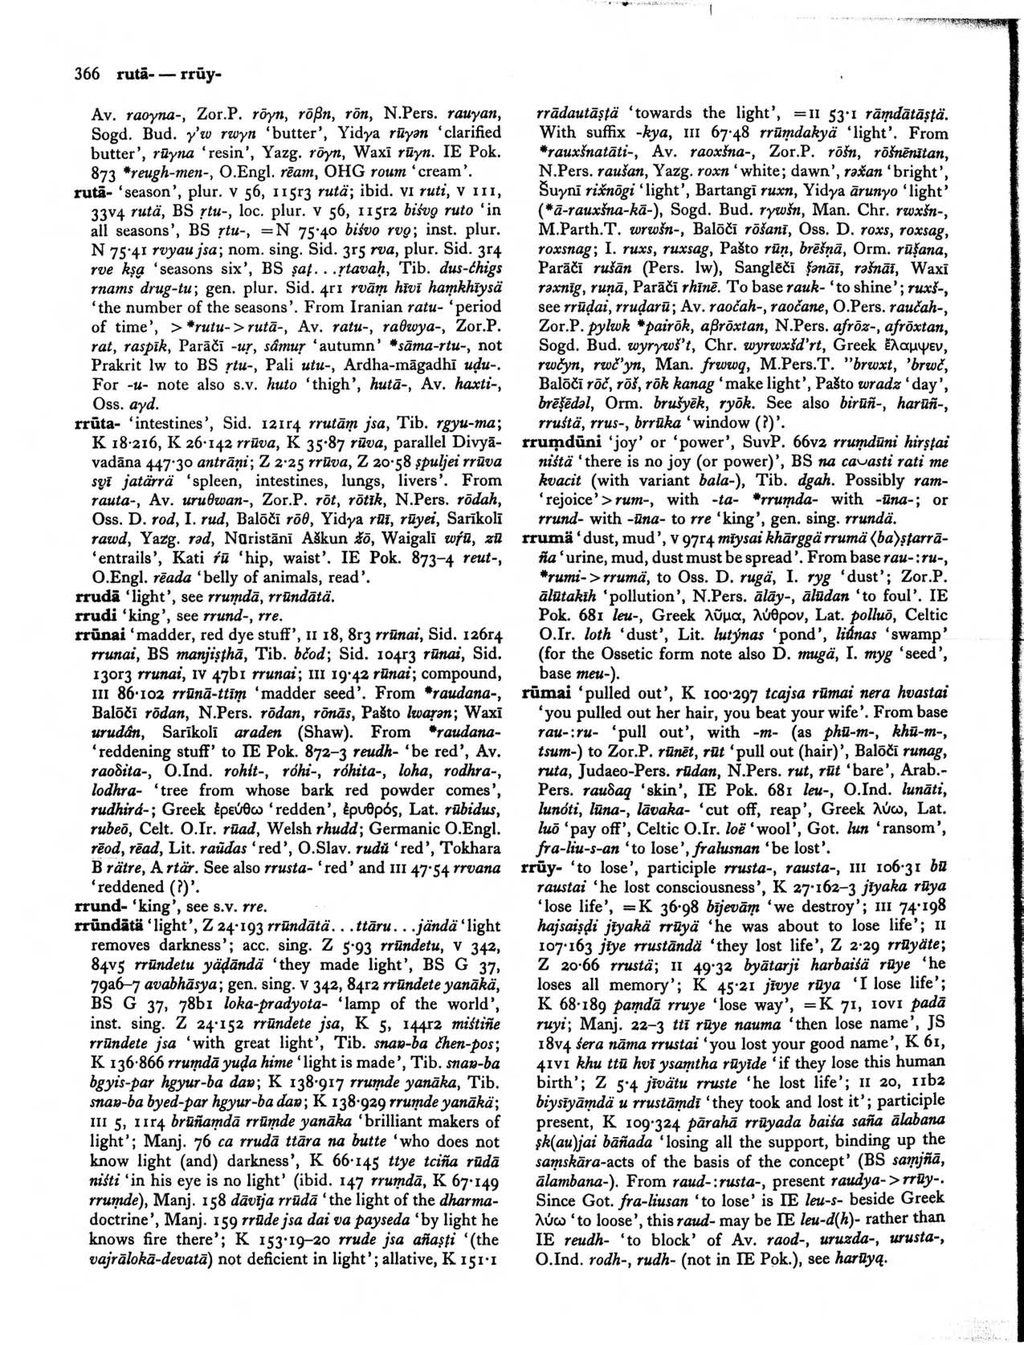 366 rutā- — rrūy-
Av. raoγna-, Zor.P. rōγn, rōβn, rōn, N.Pers. rauγan,
Sogd. Bud. γ'w rwγn 'butter', Yidγa rūγən 'clarified
butter', rūγna 'resin', Yazg. rōγn, Waxī rūγn. IE Pok.
873 *reugh-men-, O.Engl. rēam, OHG roum 'cream'.
rutā- 'season', plur. V 56, 115r3 rutä; ibid. VI ruti, V 111,
33v4 rutä, BS ṛtu-, loc. plur. V 56, 115r2 biśvg ruto 'in
all seasons', BS ṛtu-, =N 75·40 biśvo rvg; inst. plur.
N 75·41 rvyau jsa; nom. sing. Sid. 315 rva, plur. Sid. 314
rve kṣa 'seasons six', BS ṣaṭ...ṛtavaḥ, Tib. dus-čhigs
rnams drug-tu; gen. plur. Sid. 4r1 rvāṃ hīvī haṃkhīysä
'the number of the seasons'. From Iranian ratu- 'period
of time', > *rutu- > rutā-, Av. ratu-, raθwya-, Zor.P.
rat, raspīk, Parāčī -uṛ, sâmuṛ 'autumn' *sāma-rtu-, not
Prakrit lw to BS ṛtu-, Pali utu-, Ardha-māgadhī uḍu-.
For -u- note also s.v. huto 'thigh', hutā-, Av. haxti-,
Oss. ayd.
rrūta- 'intestines', Sid. 121r4 rrutāṃ jsa, Tib. rgyu-ma;
K 18·216, K 26·142 rrūva, K 35·87 rūva, parallel Divyā-
vadāna 447·30 antrāṇi; Z 2·25 rrūva, Z 20·58 ṣpuljei rrūva
syī jatärrä 'spleen, intestines, lungs, livers'. From
rauta-, Av. uruθwan-, Zor.P. rōt, rōtīk, N.Pers. rōdah,
Oss. D. rod, I. rud, Balōčī rōθ, Yidγa rūī, rūyei, Sarīkolī
rawd, Yazg. rəd, Nūristānī Aškun žō, Waigalī wŕū, zū
'entrails', Kati ŕū 'hip, waist'. IE Pok. 873–4 reut-,
O.Engl. rēada 'belly of animals, read'.
rrudā 'light', see rruṃdā, rrūndātä.
rrudi 'king', see rrund-, rre.
rrūnai 'madder, red dye stuff', II 18, 8r3 rrūnai, Sid. 126r4
rrunai, BS manjiṣṭhā, Tib. bčod; Sid. 104r3 rūnai, Sid.
130r3 rrunai, IV 47b1 rrunai; III 19·42 rūnai; compound,
III 86·102 rrūnā-ttīṃ 'madder seed'. From *raudana-,
Balōčī rōdan, N.Pers. rōdan, rōnās, Pašto lwaṛən; Waxī
urudân, Sarīkolī araden (Shaw). From *raudana-
'reddening stuff' to IE Pok. 872–3 reudh- 'be red', Av.
raoδita-, O.Ind. rohít-, róhi-, róhita-, loha, rodhra-,
lodhra- 'tree from whose bark red powder comes',
rudhirá-; Greek ἐρεύθω 'redden', ἐρυθρός, Lat. rūbidus,
rubeō, Celt. O.Ir. rūad, Welsh rhudd; Germanic O.Engl.
rēod, rēad, Lit. raũdas 'red', O.Slav. rudŭ 'red', Tokhara
B rätre, A rtär. See also rrusta- 'red' and III 47·54 rrvana
'reddened (?)'.
rrund- 'king', see s.v. rre.
rrūndātä 'light', Z 24·193 rrūndātä...ttāru...jändä 'light
removes darkness'; acc. sing. Z 5·93 rrūndetu, V 342,
84v5 rrūndetu yäḍāndä 'they made light', BS G 37,
79a6–7 avabhāsya; gen. sing. V 342, 84r2 rrūndete yanākä,
BS G 37, 78b1 loka-pradyota- 'lamp of the world',
inst. sing. Z 24·152 rrūndete jsa, K 5, 144r2 miśtiñe
rrūndete jsa 'with great light', Tib. snaṅ-ba čhen-pos;
K 136·866 rruṃdā yuḍa hime 'light is made', Tib. snaṅ-ba
bgyis-par hgyur-ba daṅ; K 138·917 rruṃde yanāka, Tib.
snaṅ-ba byed-par hgyur-ba daṅ; K 138·929 rruṃde yanākä;
III 5, 11r4 brūñaṃdā rrūṃde yanāka 'brilliant makers of
light'; Manj. 76 ca rrudā ttāra na butte 'who does not
know light (and) darkness', K 66·145 ttye tciña rūdā
niśti 'in his eye is no light' (ibid. 147 rruṃdā, K 67·149
rruṃde), Manj. 158 dāvīja rrūdā 'the light of the dharma-
doctrine', Manj. 159 rrūde jsa dai va payseda 'by light he
knows fire there'; K 153·19–20 rrude jsa añaṣṭi '(the
vajrālokā-devatā) not deficient in light'; allative, K 151·1
rrādautāṣṭä 'towards the light', =II 53·1 rāṃdātāṣṭä.
With suffix -kya, III 67·48 rrūṃdakyä 'light'. From
*rauxšnatāti-, Av. raoxšna-, Zor.P. rōšn, rōšnēnītan,
N.Pers. raušan, Yazg. roxn 'white; dawn', rəžan 'bright',
Šuγnī rižnōgi 'light', Bartangī ruxn, Yidγa ārunγo 'light'
(*ā-rauxšna-kā-), Sogd. Bud. rywšn, Man. Chr. rwxšn-,
M.Parth.T. wrwšn-, Balōčī rōšanī, Oss. D. roxs, roxsag,
roxsnag; I. ruxs, ruxsag, Pašto rūṇ, brēṣ̌nā, Orm. rūṣ̌ana,
Parāčī rušān (Pers. lw), Sanglēčī ṣ̌ənāī, rəšnāī, Waxī
rəxnīg, ruṇā, Parāčī rhīnē. To base rauk- 'to shine'; ruxš-,
see rrūḍai, rruḍarū; Av. raočah-, raočane, O.Pers. raučah-,
Zor.P. pylwk *pairōk, aβrōxtan, N.Pers. afrōz-, afrōxtan,
Sogd. Bud. wyrywš't, Chr. wyrwxšd'rt, Greek ἔλαμψεν,
rwčyn, rwč'yn, Man. frwwq, M.Pers.T. ''brwxt, 'brwč,
Balōčī rōč, rōš, rōk kanag 'make light', Pašto wradz 'day',
brēṣ̌ēdəl, Orm. brušyēk, ryōk. See also birūñ-, harūñ-,
rruśtä, rrus-, brrūka 'window (?)'.
rruṃdūni 'joy' or 'power', SuvP. 66v2 rruṃdūni hirṣṭai
niśtä 'there is no joy (or power)', BS na cāvasti rati me
kvacit (with variant bala-), Tib. dgah. Possibly ram-
'rejoice' > rum-, with -ta- *rruṃda- with -ūna-; or
rrund- with -ūna- to rre 'king', gen. sing. rrundä.
rrumä 'dust, mud', V 97r4 mīysai khārggä rrumä ⟨ba⟩ṣṭarrā-
ña 'urine, mud, dust must be spread'. From base rau-:ru-,
*rumi- > rrumä, to Oss. D. rugä, I. ryg 'dust'; Zor.P.
ālūtakīh 'pollution', N.Pers. ālāy-, ālūdan 'to foul'. IE
Pok. 681 leu-, Greek λῦμα, λύθρον, Lat. polluō, Celtic
O.Ir. loth 'dust', Lit. lutýnas 'pond', liū́nas 'swamp'
(for the Ossetic form note also D. mugä, I. myg 'seed',
base meu-).
rūmai 'pulled out', K 100·297 tcajsa rūmai nera hvastai
'you pulled out her hair, you beat your wife'. From base
rau-:ru- 'pull out', with -m- (as phū-m-, khū-m-,
tsum-) to Zor.P. rūnēt, rūt 'pull out (hair)', Balōčī runag,
ruta, Judaeo-Pers. rūdan, N.Pers. rut, rūt 'bare', Arab.-
Pers. rauδaq 'skin', IE Pok. 681 leu-, O.Ind. lunāti,
lunóti, lūna-, lāvaka- 'cut off, reap', Greek λύω, Lat.
luō 'pay off', Celtic O.Ir. loë 'wool', Got. lun 'ransom',
fra-liu-s-an 'to lose', fralusnan 'be lost'.
rrūy- 'to lose', participle rrusta-, rausta-, III 106·31 bū
raustai 'he lost consciousness', K 27·162–3 jīyaka rūya
'lose life', =K 36·98 bījevāṃ 'we destroy'; III 74·198
hajsaiṣḍi jīyakā rrūyä 'he was about to lose life'; II
107·163 jīye rrustāndä 'they lost life', Z 2·29 rrūyäte;
Z 20·66 rrustä; II 49·32 byātarji harbaiśä rūye 'he
loses all memory'; K 45·21 jīvye rūya 'I lose life';
K 68·189 paṃdā rruye 'lose way', =K 71, 10v1 padā
ruyi; Manj. 22–3 ttī rūye nauma 'then lose name', JS
18v4 śera nāma rrustai 'you lost your good name', K 61,
41v1 khu ttū hvī ysaṃtha rūyīde 'if they lose this human
birth'; Z 5·4 jīvätu rruste 'he lost life'; II 20, 11b2
biysīyāṃdä u rrustāṃdi 'they took and lost it'; participle
present, K 109·324 pārahā rrūyada baiśa saña ālabana
ṣk(au)jai bāñada 'losing all the support, binding up the
saṃskāra-acts of the basis of the concept' (BS saṃjñā,
ālambana-). From raud-:rusta-, present raudya- > rrūy-.
Since Got. fra-liusan 'to lose' is IE leu-s- beside Greek
λύω 'to loose', this raud- may be IE leu-d(h)- rather than
IE reudh- 'to block' of Av. raod-, uruzda-, urusta-,
O.Ind. rodh-, rudh- (not in IE Pok.), see harūyą.